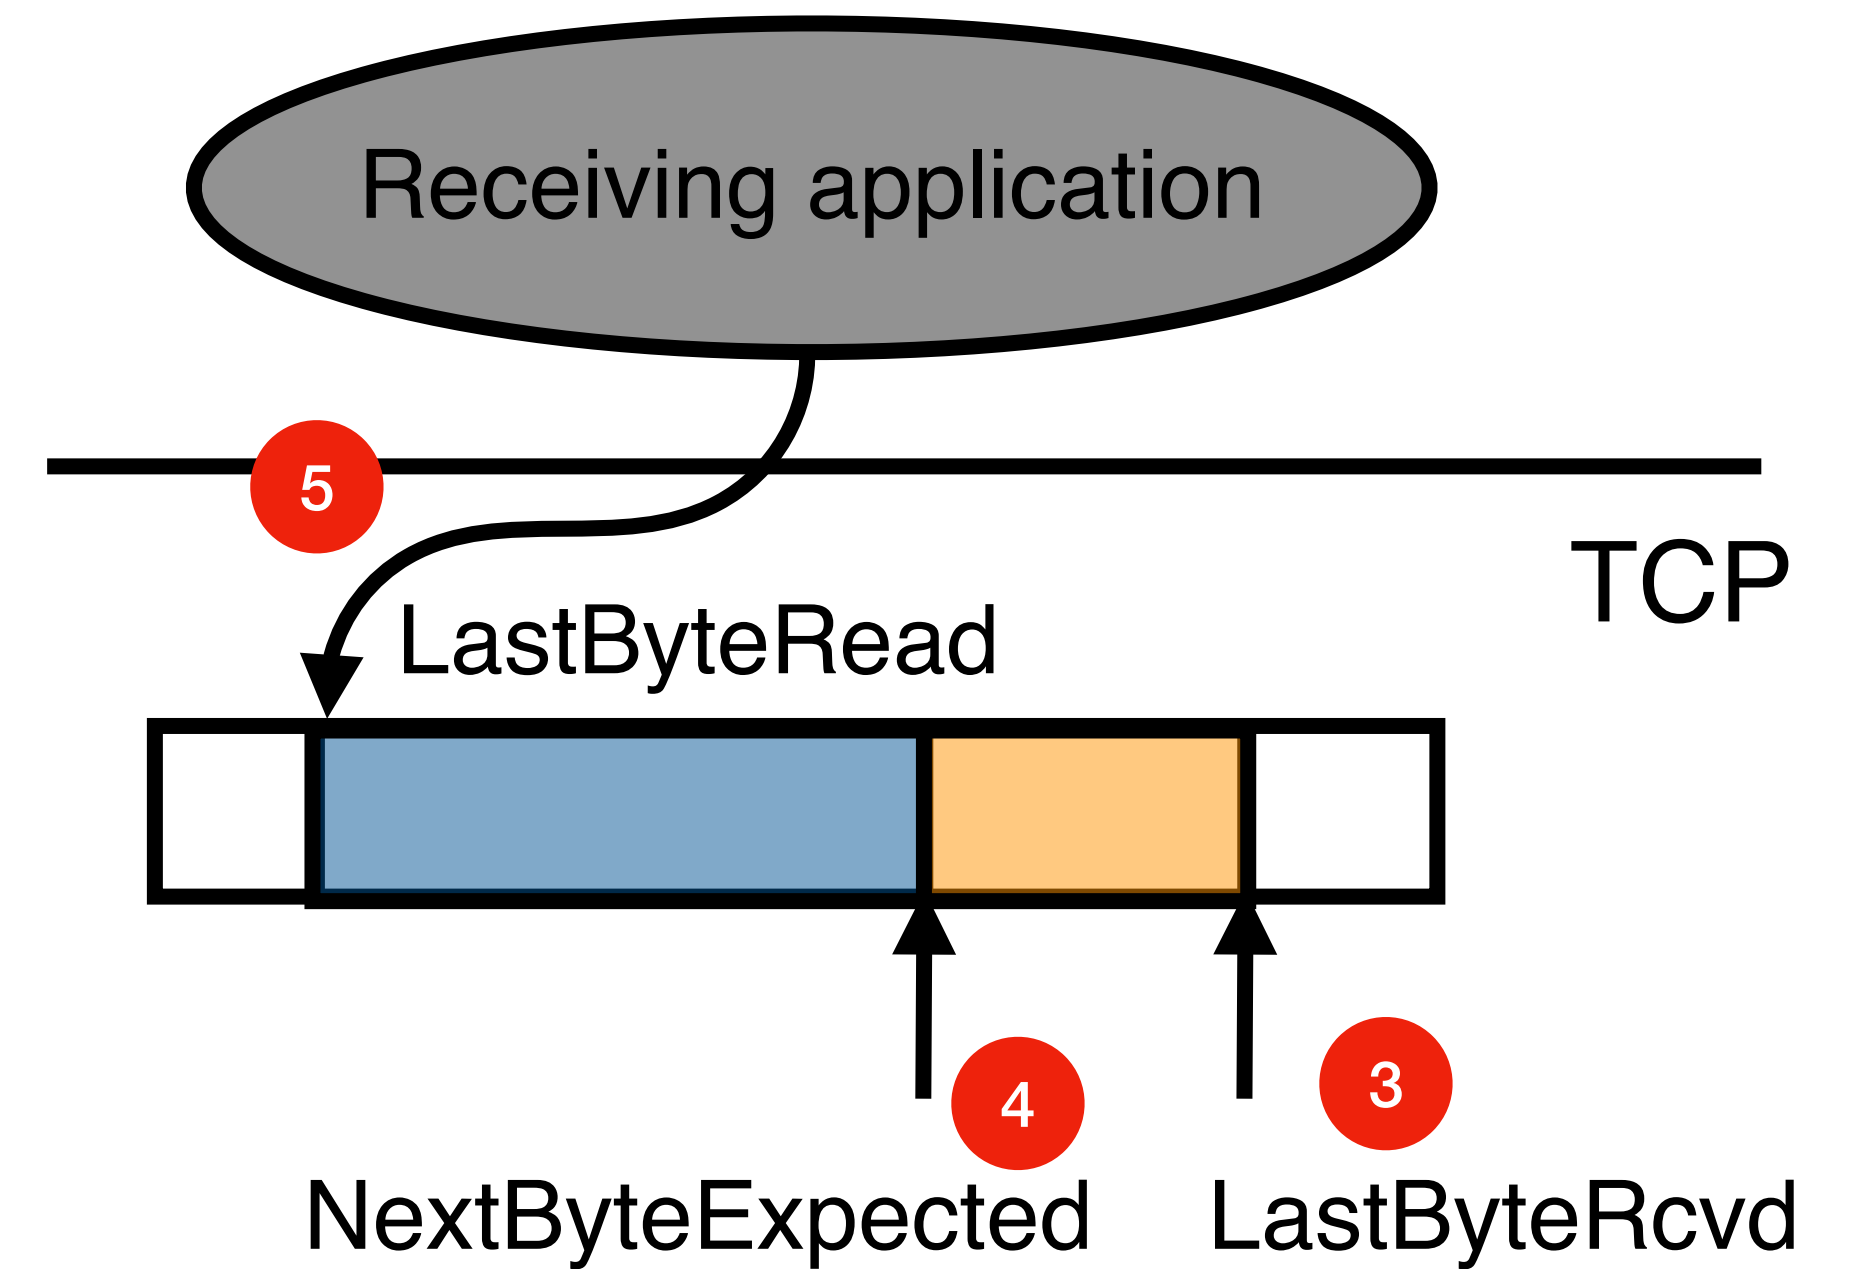 Receiving application
5
TCP
LastByteRead
4
3
NextByteExpected
LastByteRcvd